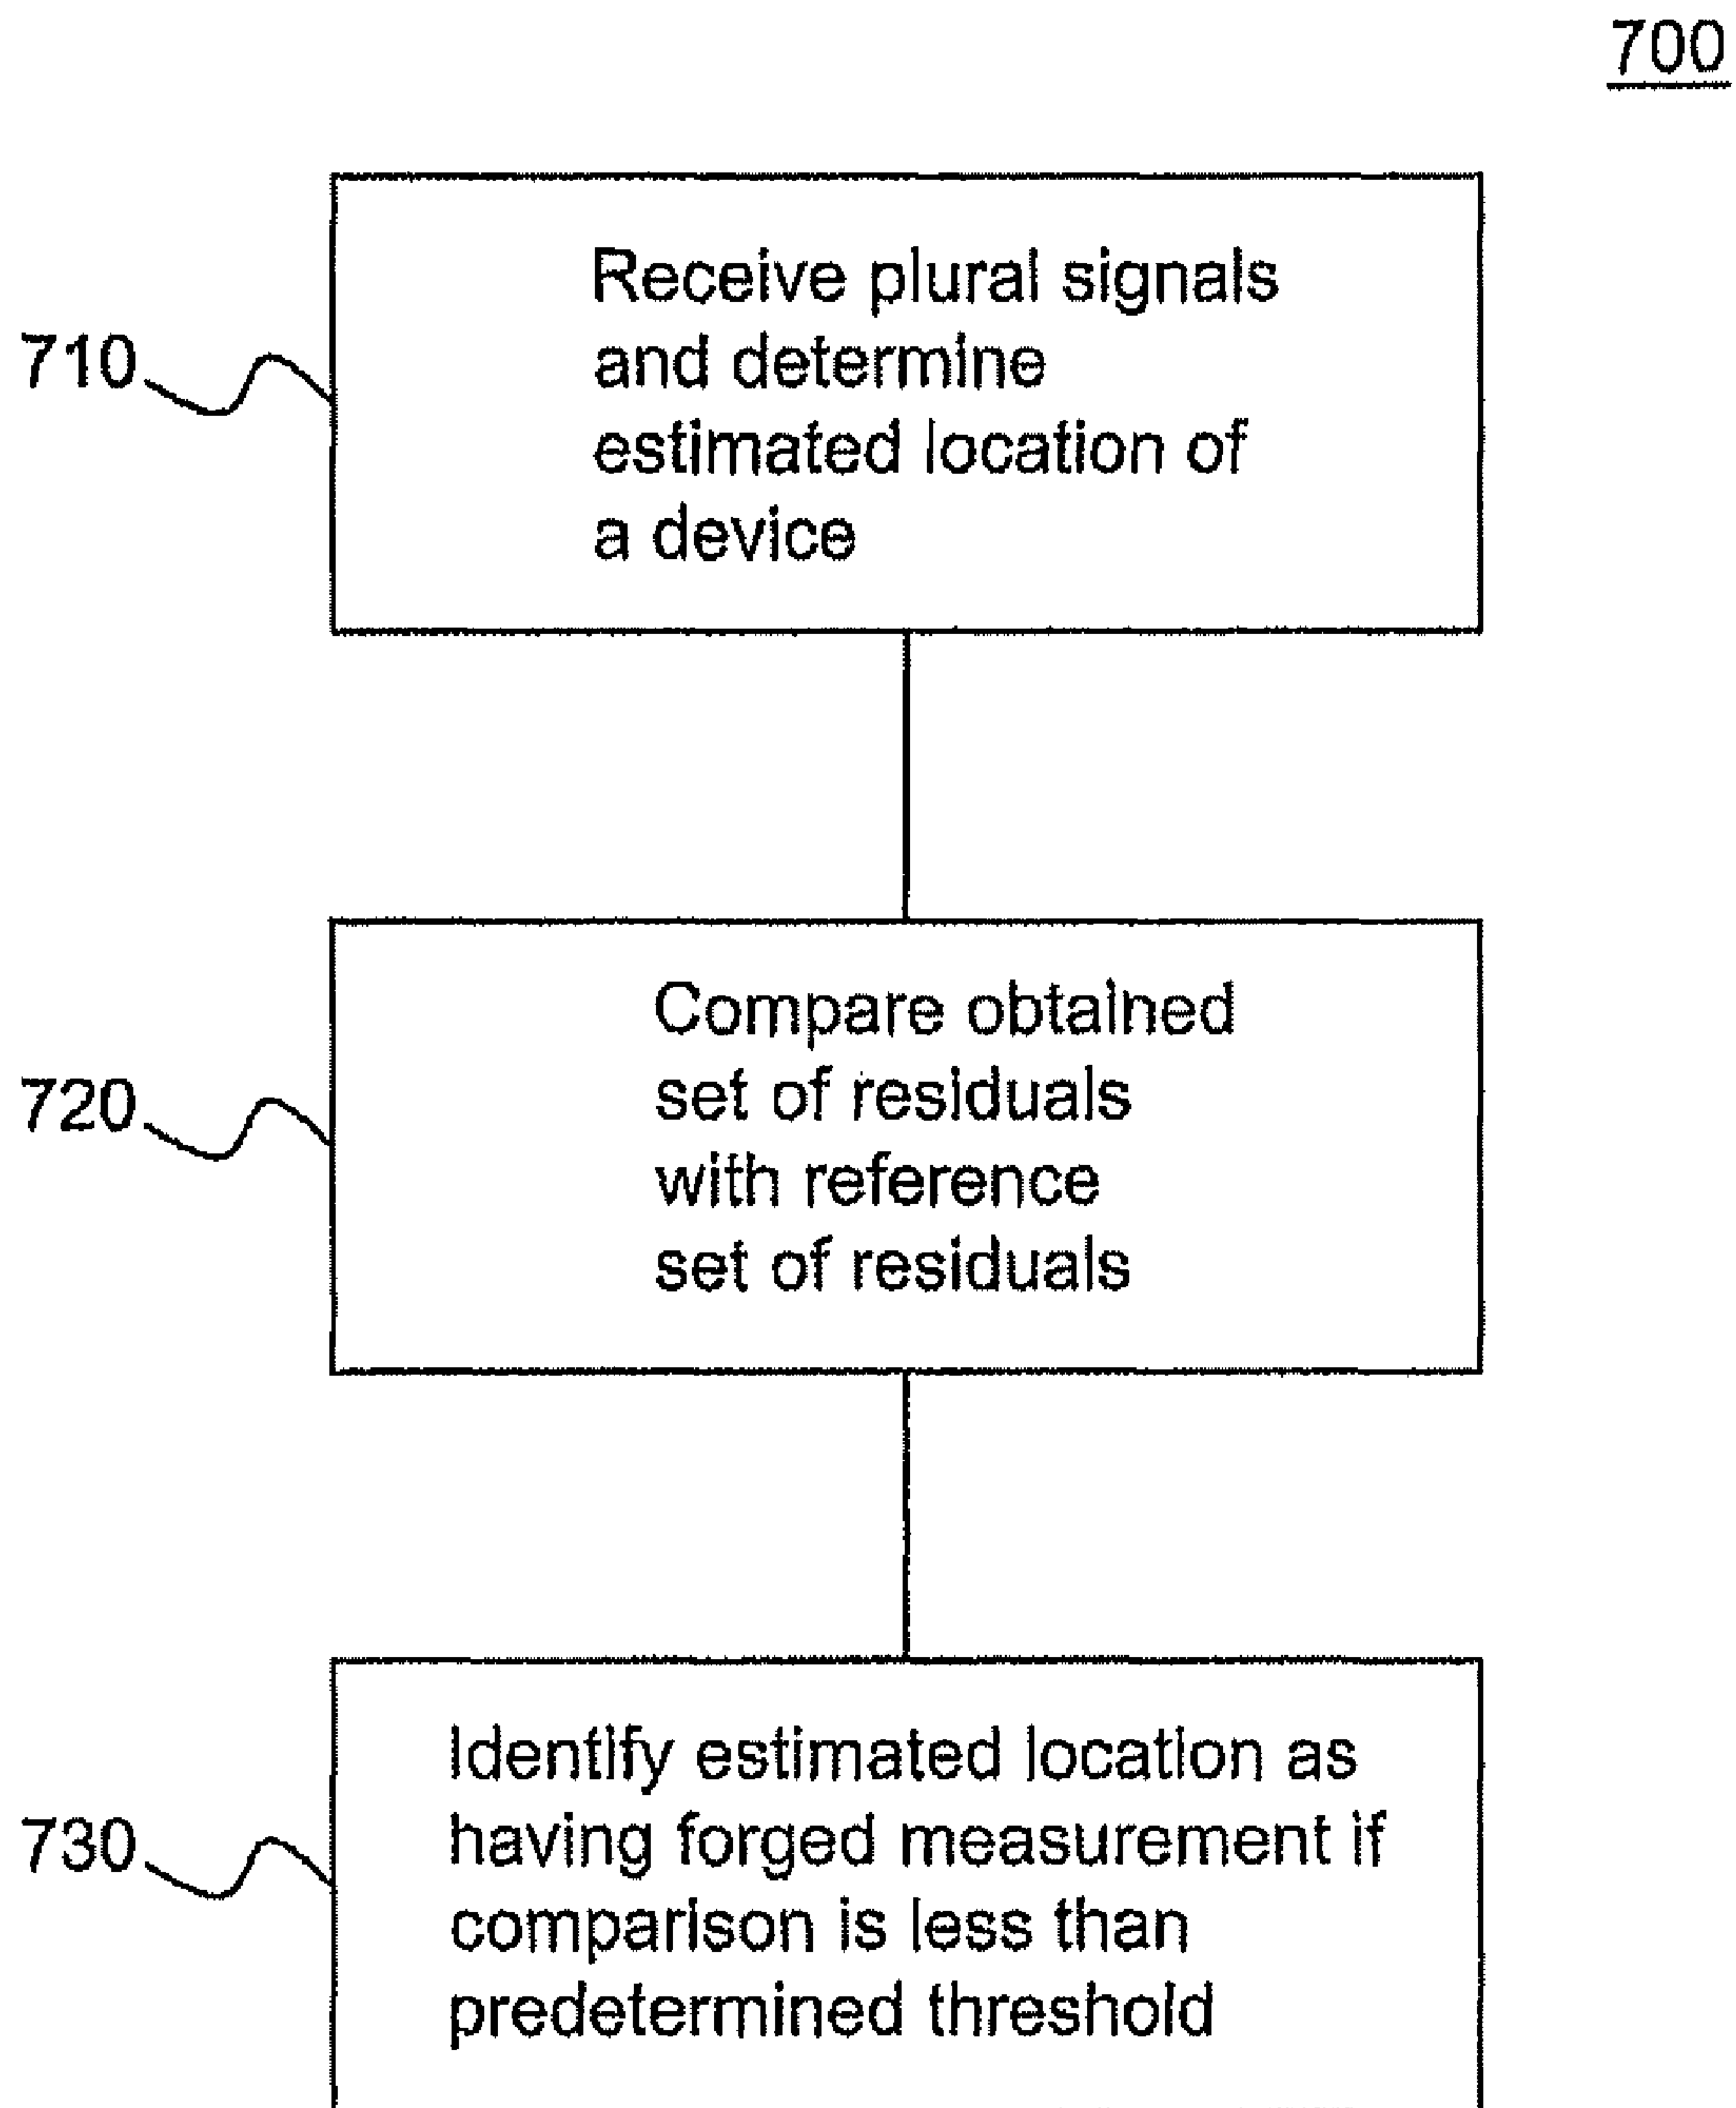 700
710
Receive plural signals
and determine
estimated location of
a device
720
Compare obtained
set of residuals
with reference
set of residuals
730
Identify estimated location as
having forged measurement if
comparison is less than
predetermined threshold